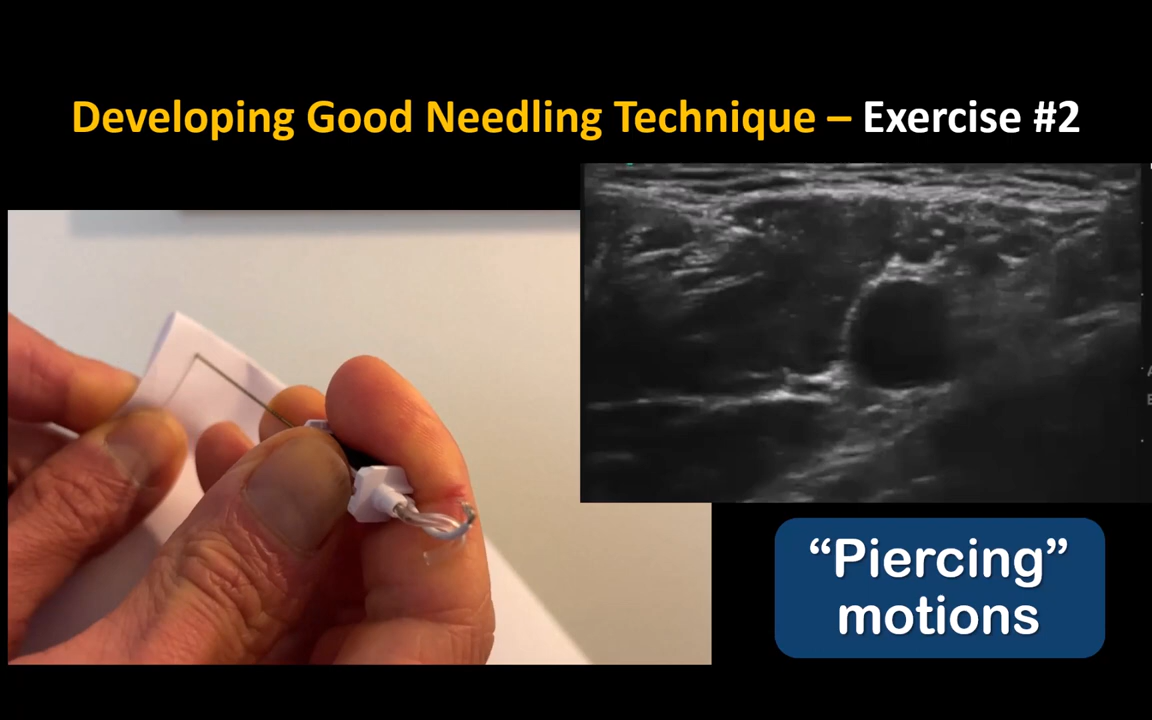 Developing Good Needling Technique – Exercise #2
“Piercing”
motions